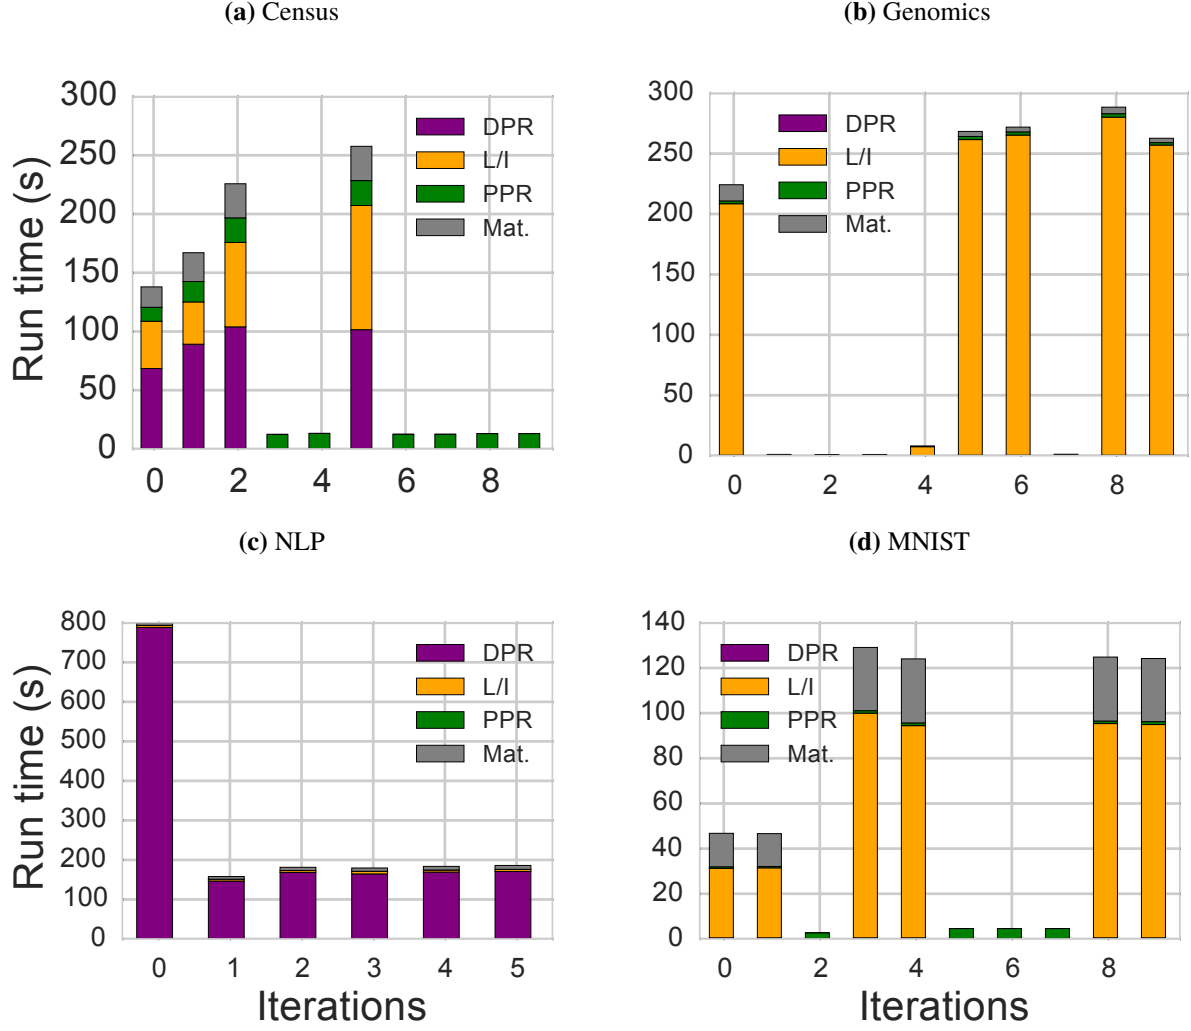 (a) Census
300
250
200
150
100
50
0
Run time (s)
DPR
L/I
PPR
Mat.
0 2 4 6 8
(b) Genomics
300
250
200
150
100
50
0
DPR
L/I
PPR
Mat.
0 2 4 6 8
(c) NLP
800
700
600
500
400
300
200
100
0
Run time (s)
DPR
L/I
PPR
Mat.
0 1 2 3 4 5
Iterations
(d) MNIST
140
120
100
80
60
40
20
0
DPR
L/I
PPR
Mat.
0 2 4 6 8
Iterations